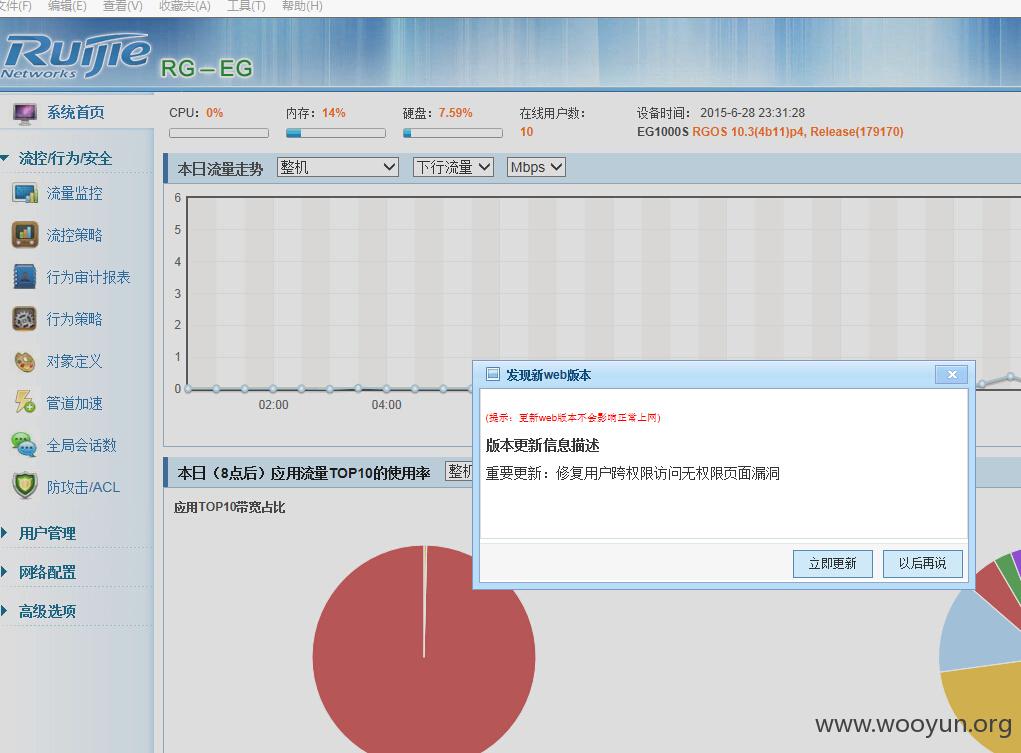 文件(F) 编辑(E) 查看(V) 收藏夹(A) 工具(T) 帮助(H)
Ruijie
Networks
RG-EG
系统首页
CPU: 0% 内存: 14% 硬盘: 7.59% 在线用户数: 10 设备时间: 2015-6-28 23:31:28
EG1000S RGOS 10.3(4b11)p4, Release(179170)
流控/行为/安全
流量监控
流控策略
行为审计报表
行为策略
对象定义
管道加速
全局会话数
防攻击/ACL
用户管理
网络配置
高级选项
本日流量走势 整机 下行流量 Mbps
6
5
4
3
2
1
0
02:00 04:00
本日（8点后）应用流量TOP10的使用率 整机
应用TOP10带宽占比
发现新web版本
(提示：更新web版本不会影响正常上网)
版本更新信息描述
重要更新：修复用户跨权限访问无权限页面漏洞
立即更新 以后再说
www.wooyun.org